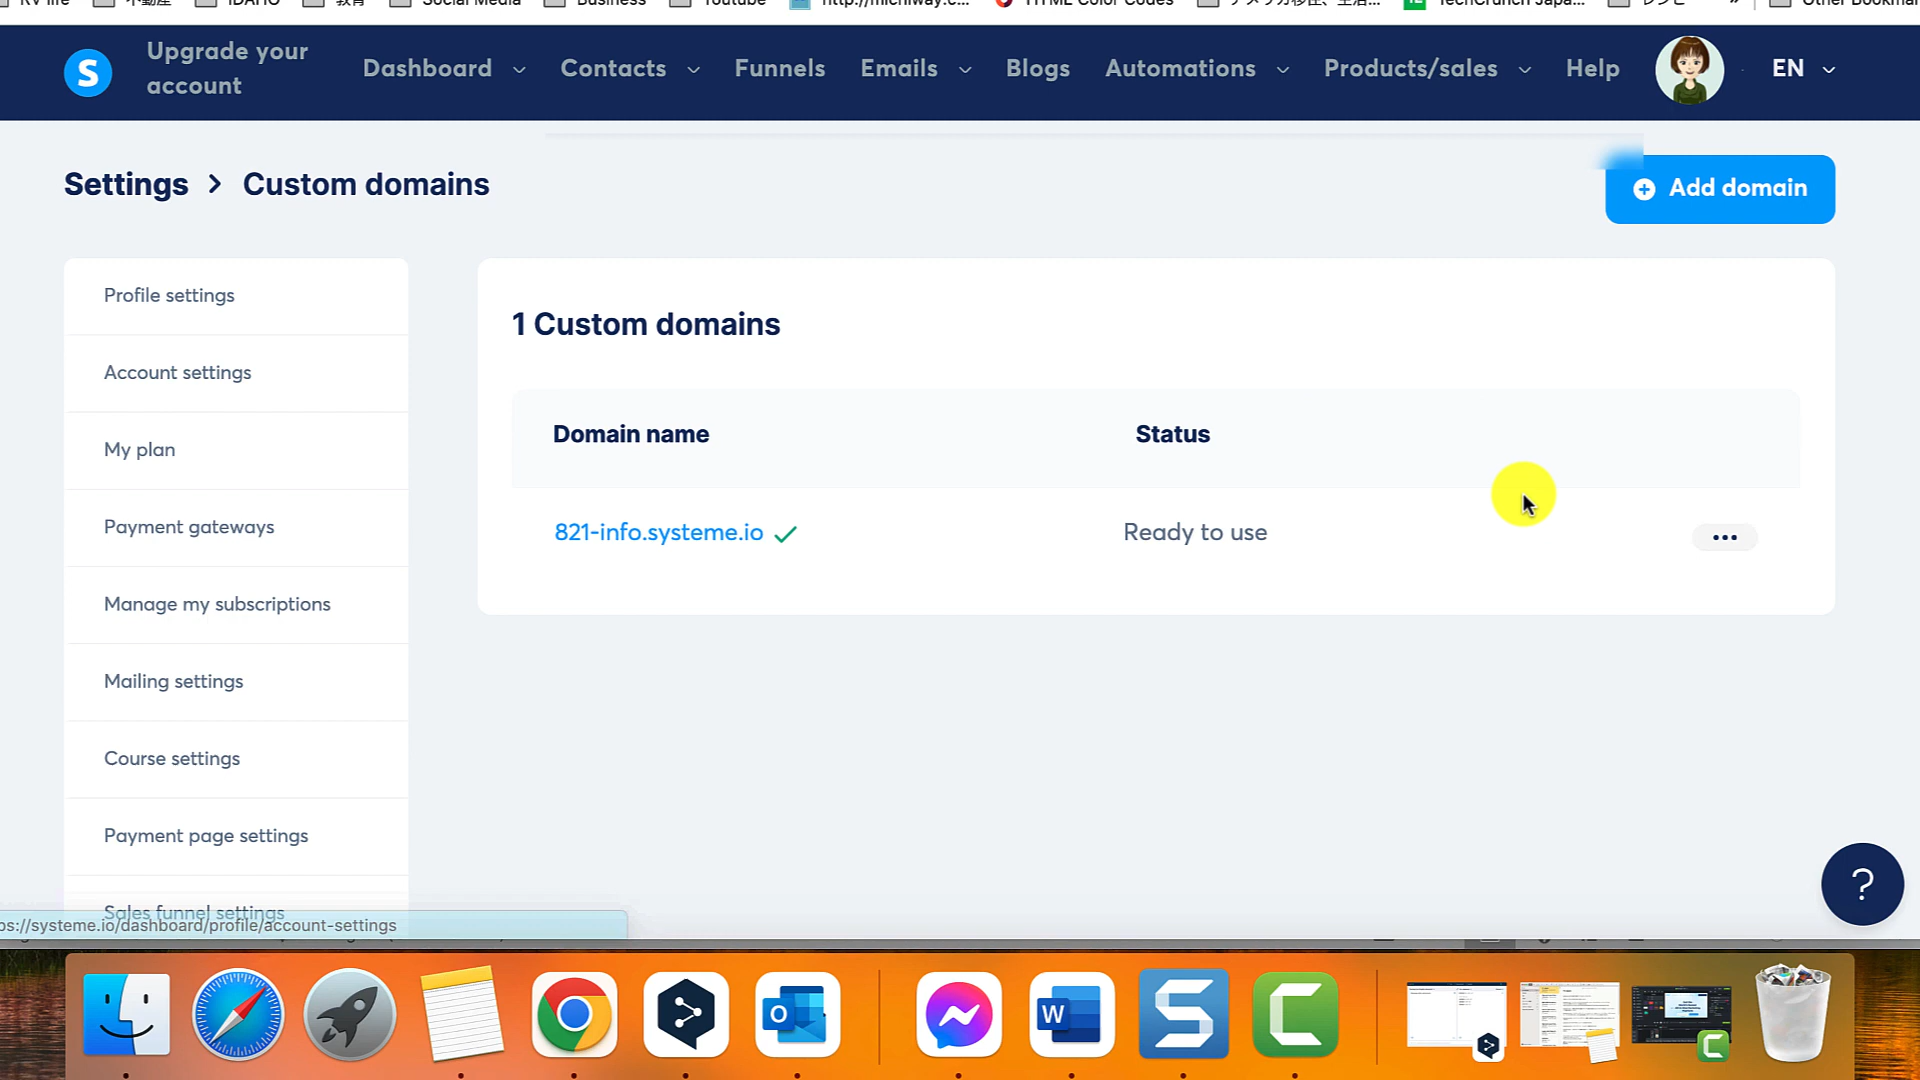 RV life 不動産 IDAHO 教育 Social Media Business Youtube http://michiway.c... HTML Color Codes アメリカ移住、生活... TechCrunch Japa... レシピ » Other Bookmar
S
Upgrade your
account
Dashboard Contacts Funnels Emails Blogs Automations Products/sales Help EN
Settings > Custom domains
Add domain
Profile settings
Account settings
My plan
Payment gateways
Manage my subscriptions
Mailing settings
Course settings
Payment page settings
Sales funnel settings
1 Custom domains
Domain name Status
821-info.systeme.io Ready to use
?
ps://systeme.io/dashboard/profile/account-settings